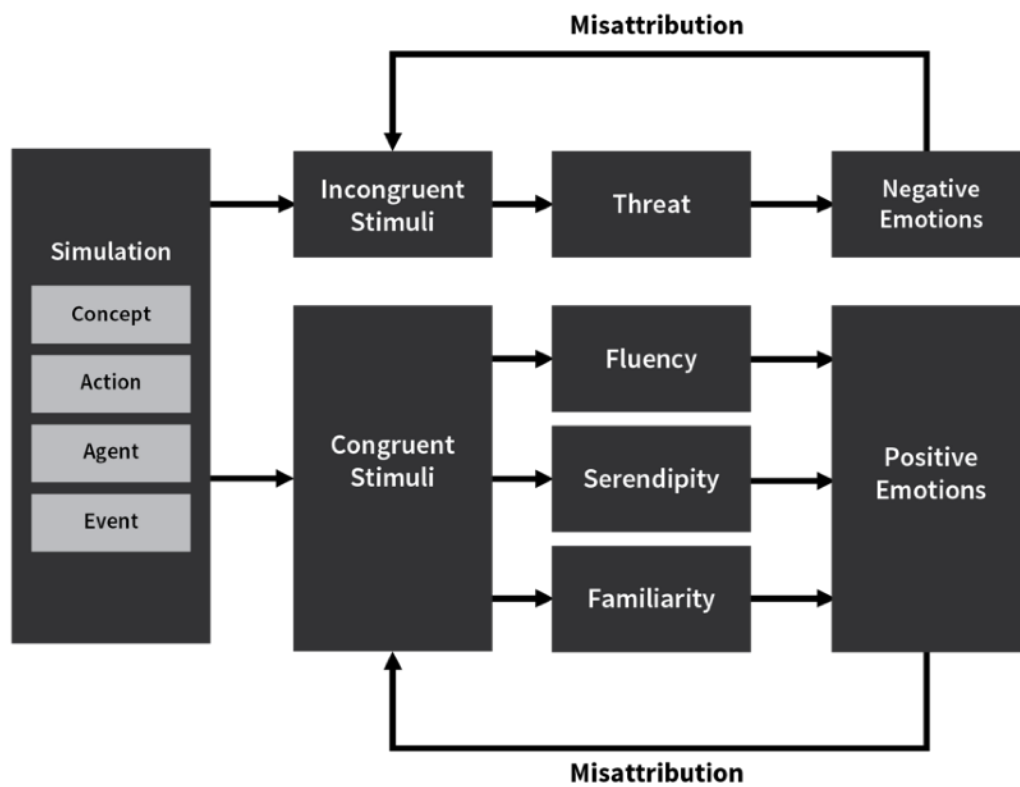 Misattribution
Simulation
Concept
Action
Agent
Event
Incongruent
Stimuli
Threat
Negative
Emotions
Congruent
Stimuli
Fluency
Serendipity
Familiarity
Positive
Emotions
Misattribution